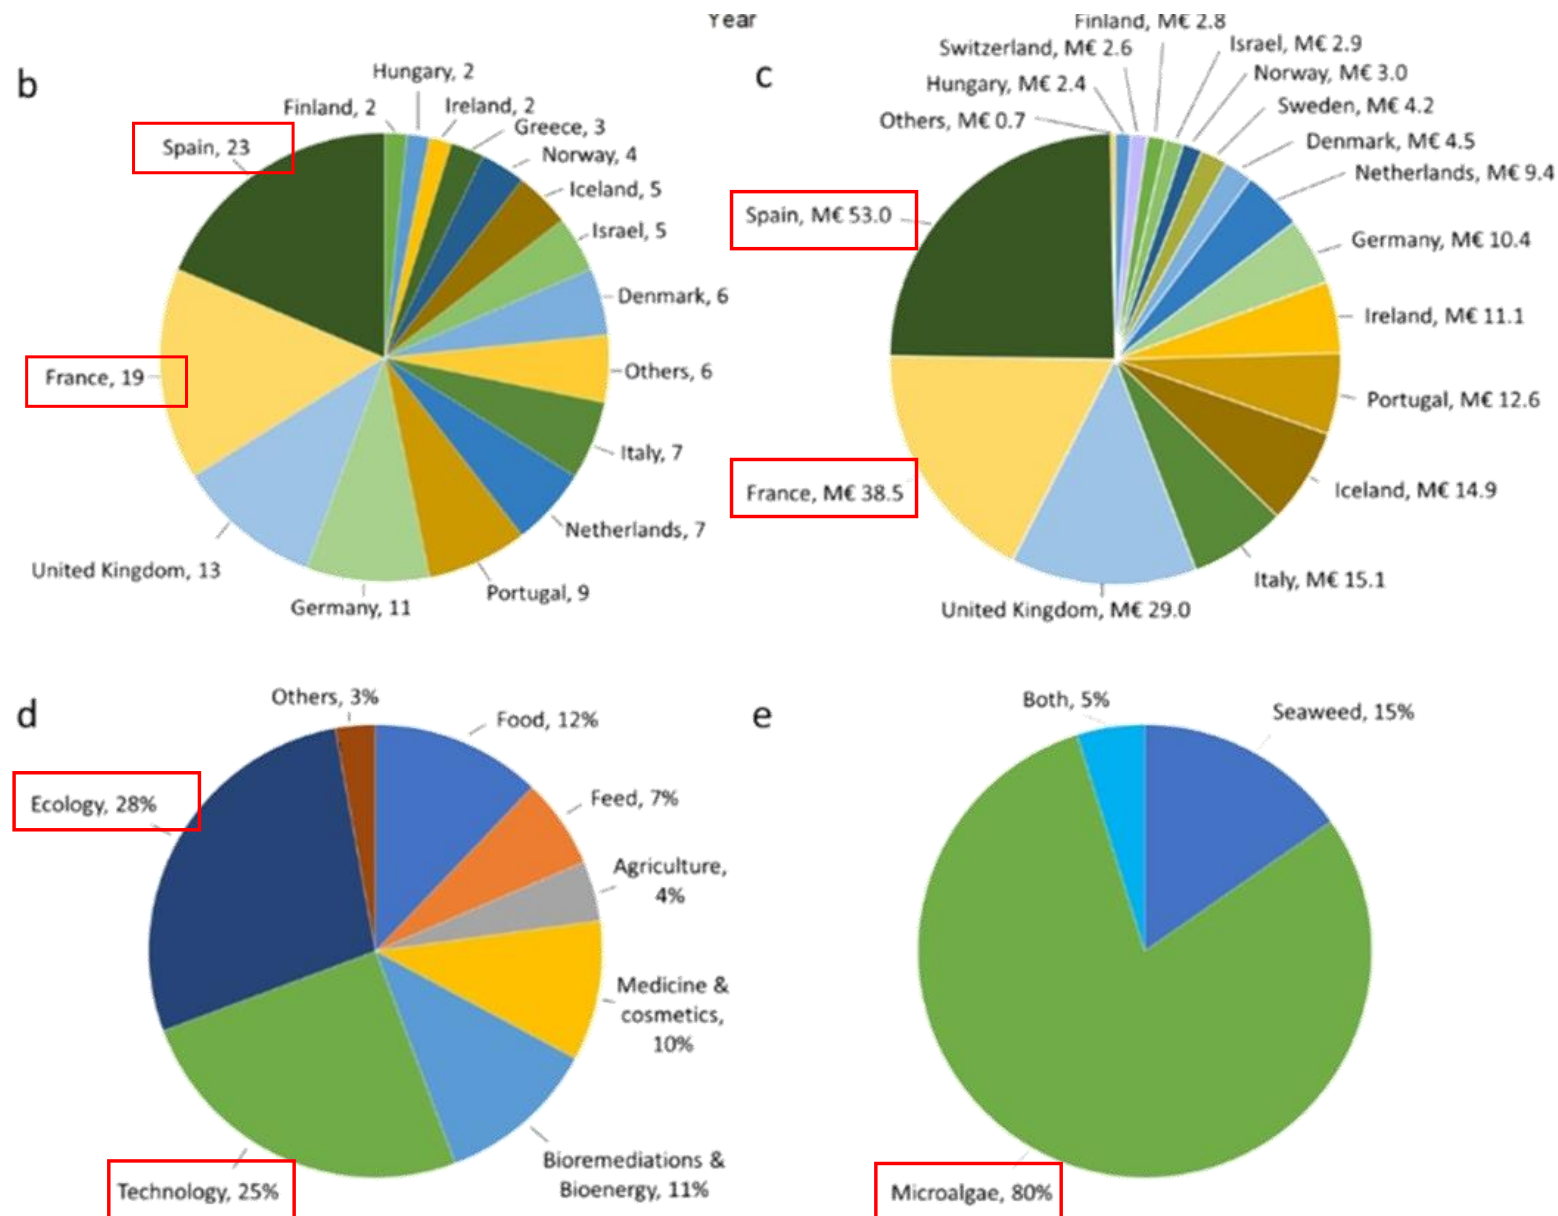 Year
b
Hungary, 2
Finland, 2
Ireland, 2
Greece, 3
Spain, 23
Norway, 4
Iceland, 5
Israel, 5
Denmark, 6
France, 19
Others, 6
Italy, 7
Netherlands, 7
United Kingdom, 13
Portugal, 9
Germany, 11
c
Finland, M€ 2.8
Switzerland, M€ 2.6
Israel, M€ 2.9
Hungary, M€ 2.4
Norway, M€ 3.0
Others, M€ 0.7
Sweden, M€ 4.2
Denmark, M€ 4.5
Netherlands, M€ 9.4
Spain, M€ 53.0
Germany, M€ 10.4
Ireland, M€ 11.1
Portugal, M€ 12.6
France, M€ 38.5
Iceland, M€ 14.9
Italy, M€ 15.1
United Kingdom, M€ 29.0
d
Others, 3%
Food, 12%
Ecology, 28%
Feed, 7%
Agriculture,
4%
Medicine &
cosmetics,
10%
Bioremediations &
Bioenergy, 11%
Technology, 25%
e
Both, 5%
Seaweed, 15%
Microalgae, 80%